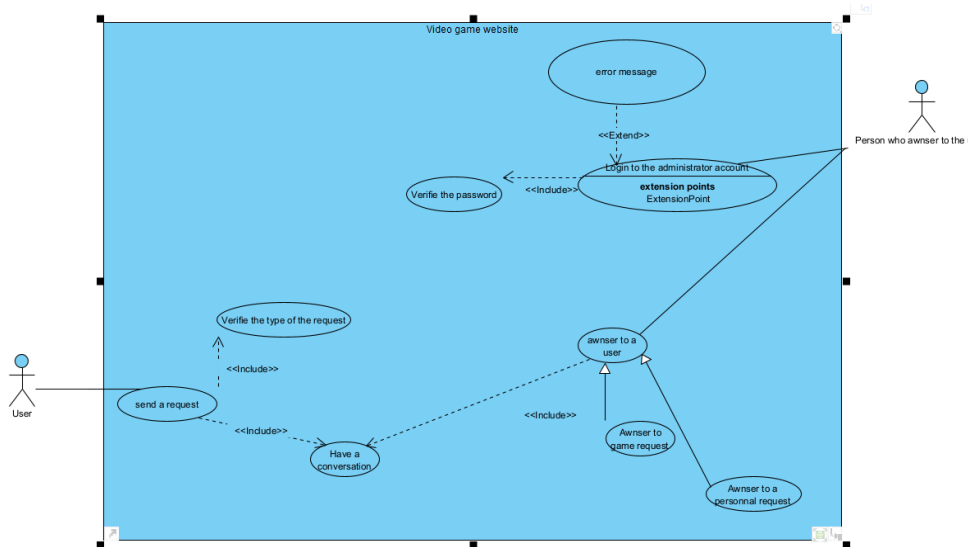 Video game website
error message
<<Extend>>
Person who awnser to the
Login to the administrator account
extension points
ExtensionPoint
<<Include>>
Verifie the password
Verifie the type of the request
<<Include>>
awnser to a
user
User
send a request
<<Include>>
<<Include>>
Have a
conversation
Awnser to
game request
Awnser to a
personnal request